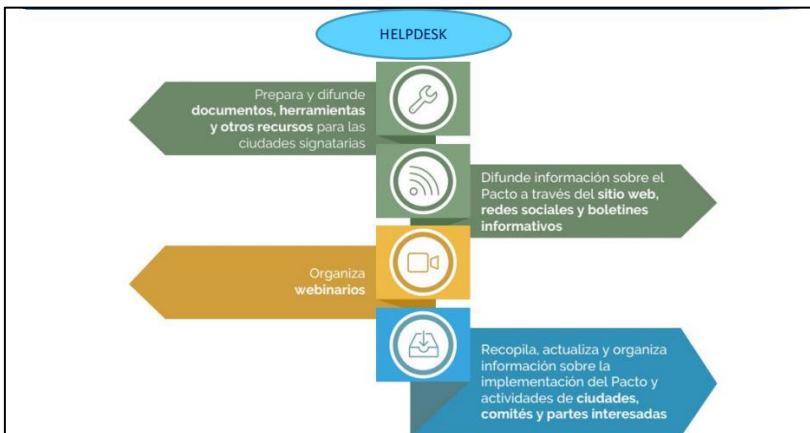 HELPDESK
Prepara y difunde
documentos, herramientas
y otros recursos para las
ciudades signatarias
Difunde información sobre el
Pacto a través del sitio web,
redes sociales y boletines
informativos
Organiza
webinarios
Recopila, actualiza y organiza
información sobre la
implementación del Pacto y
actividades de ciudades,
comités y partes interesadas